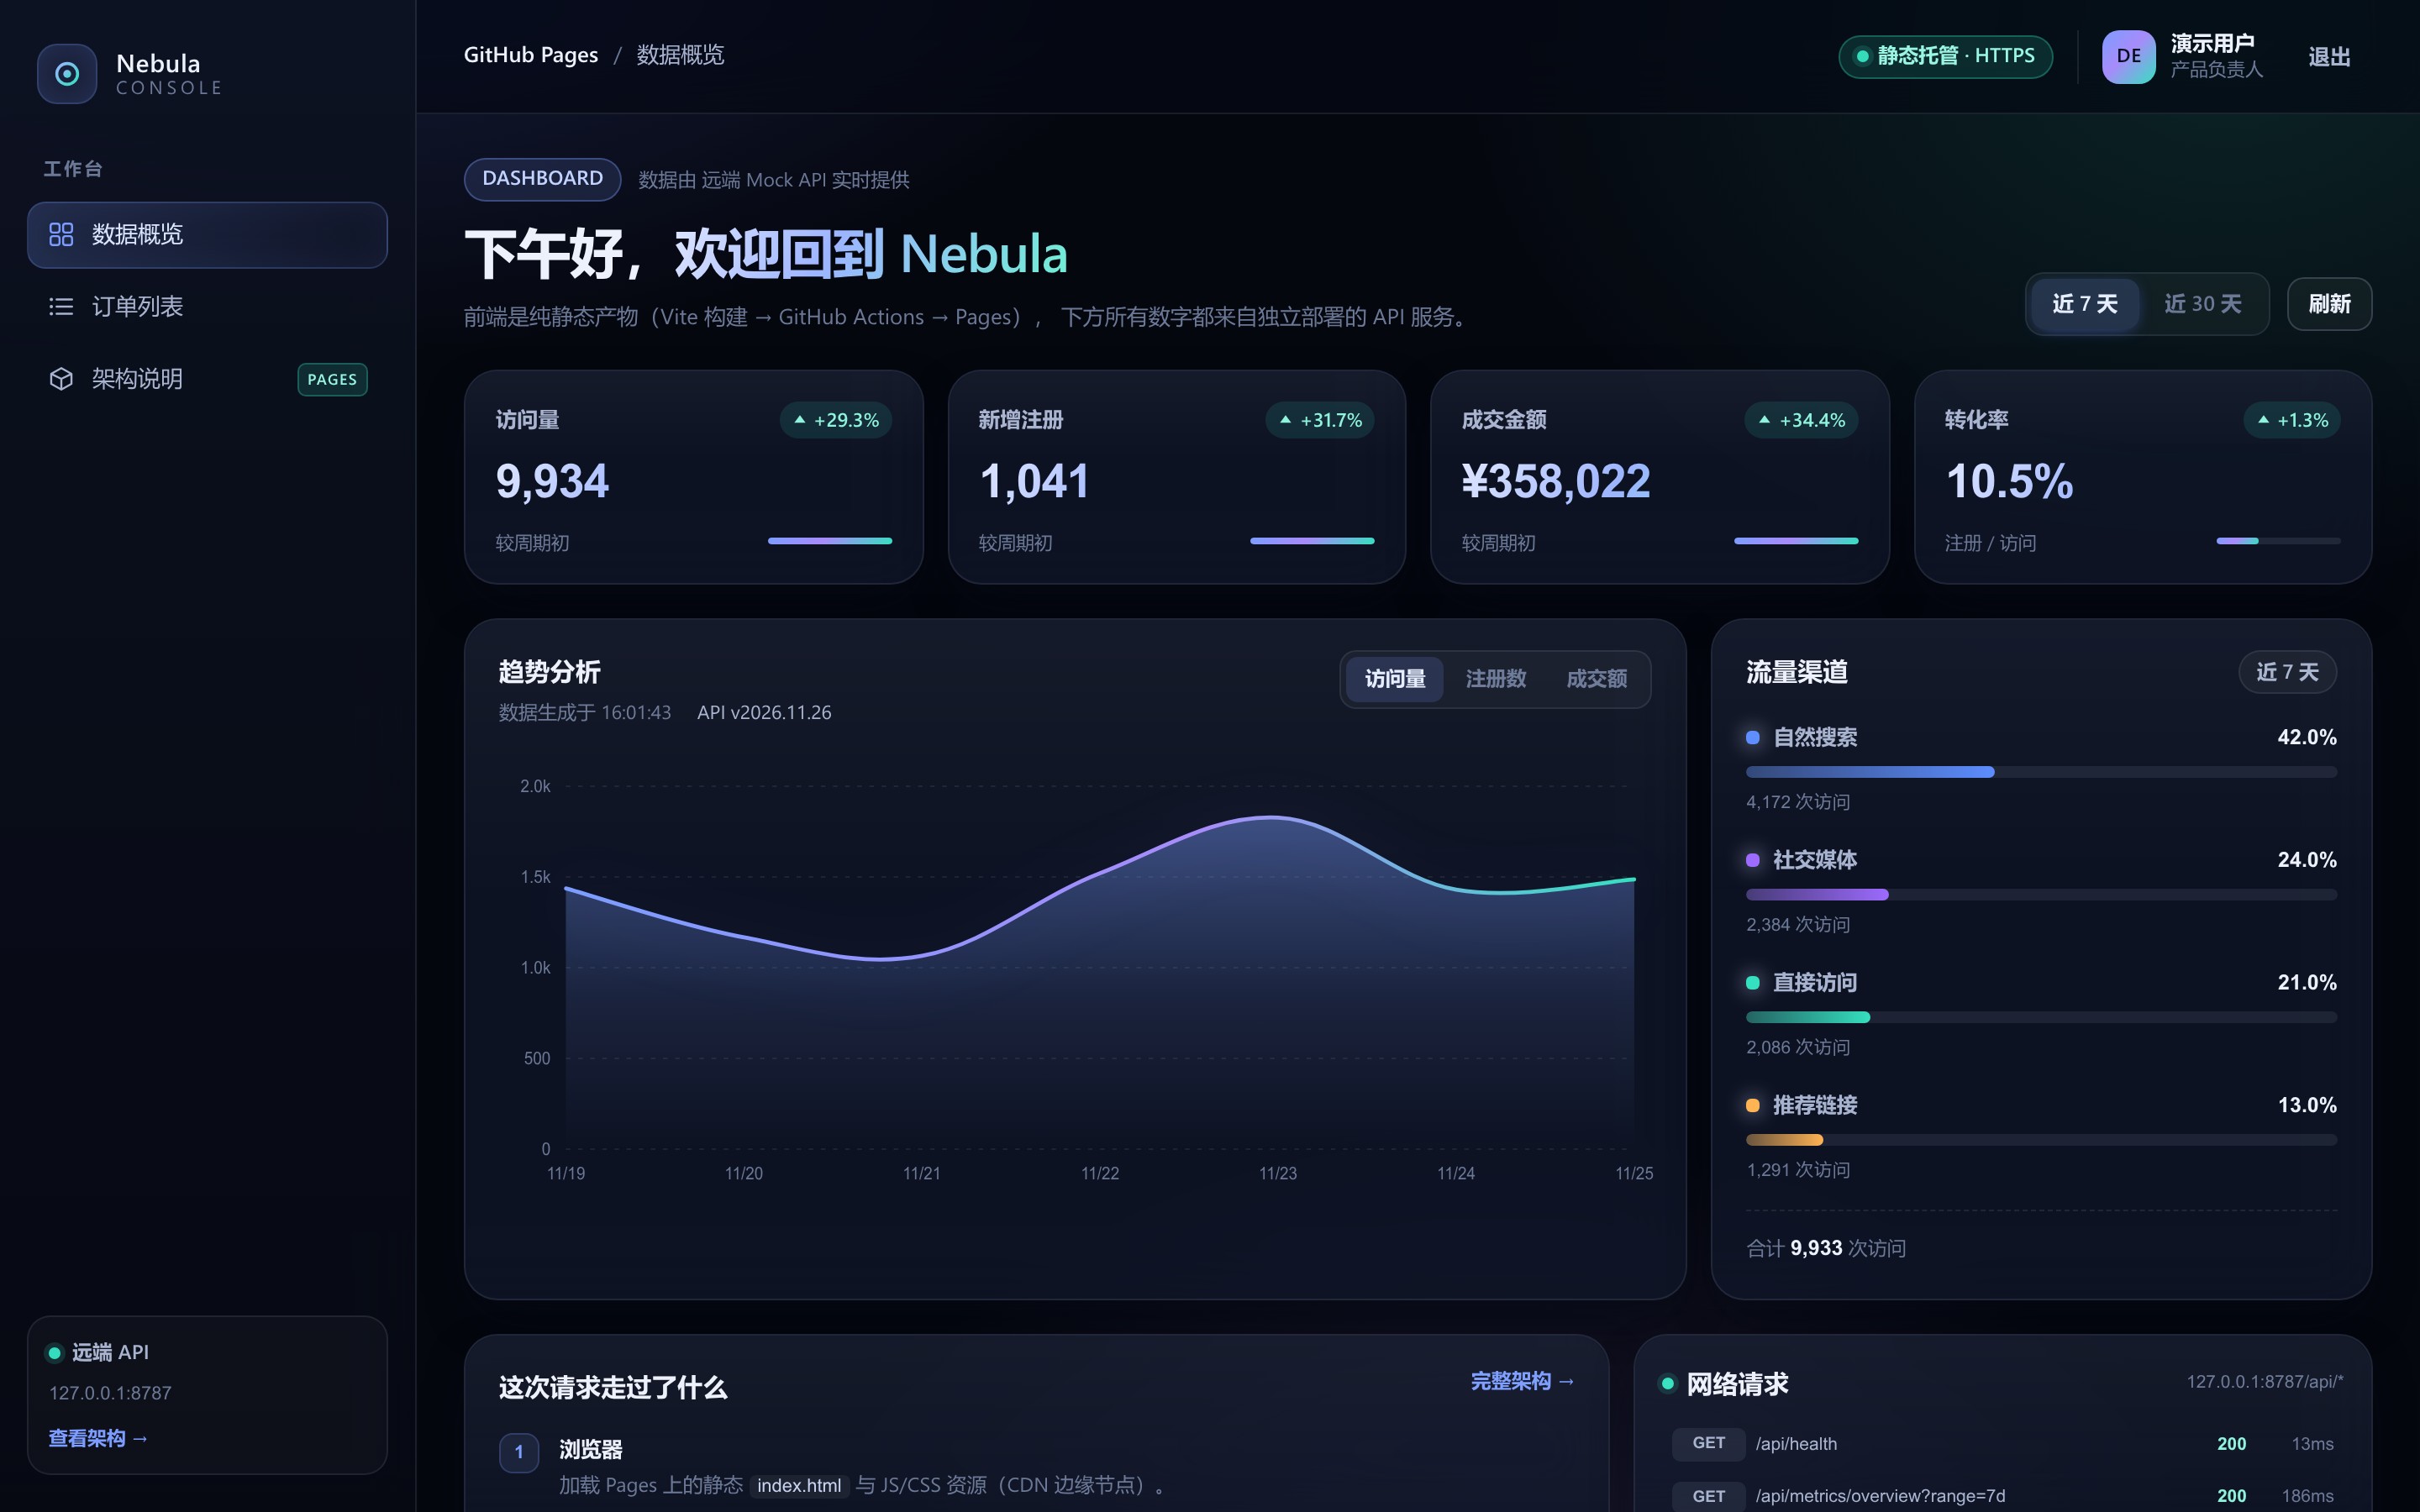 Nebula
CONSOLE
工作台
数据概览
订单列表
架构说明
PAGES
远端 API
127.0.0.1:8787
查看架构 →
GitHub Pages / 数据概览
静态托管 · HTTPS
DE
演示用户
产品负责人
退出
DASHBOARD
数据由 远端 Mock API 实时提供
下午好，欢迎回到 Nebula
前端是纯静态产物（Vite 构建 → GitHub Actions → Pages）， 下方所有数字都来自独立部署的 API 服务。
近 7 天
近 30 天
刷新
访问量
+29.3%
9,934
较周期初
新增注册
+31.7%
1,041
较周期初
成交金额
+34.4%
¥358,022
较周期初
转化率
+1.3%
10.5%
注册 / 访问
趋势分析
数据生成于 16:01:43 API v2026.11.26
访问量
注册数
成交额
2.0k
1.5k
1.0k
500
0
11/19
11/20
11/21
11/22
11/23
11/24
11/25
流量渠道
近 7 天
自然搜索
42.0%
4,172 次访问
社交媒体
24.0%
2,384 次访问
直接访问
21.0%
2,086 次访问
推荐链接
13.0%
1,291 次访问
合计 9,933 次访问
这次请求走过了什么
完整架构 →
1
浏览器
加载 Pages 上的静态 index.html 与 JS/CSS 资源（CDN 边缘节点）。
网络请求
127.0.0.1:8787/api/*
GET /api/health 200 13ms
GET /api/metrics/overview?range=7d 200 186ms